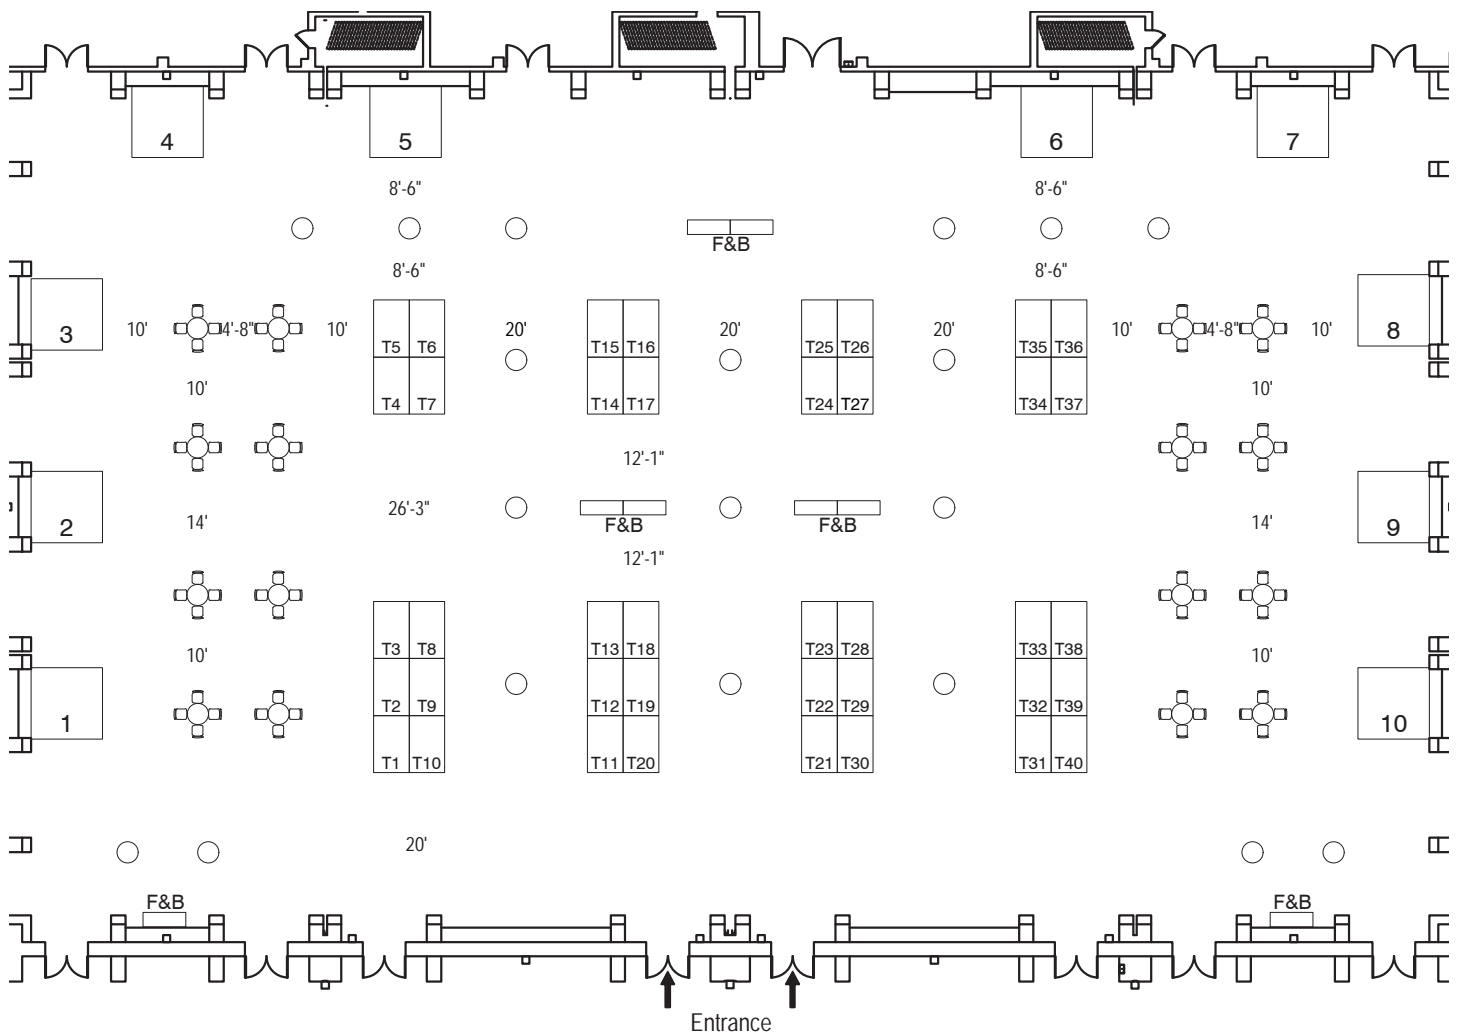 4 5 6 7
8'-6" 8'-6"
F&B
8'-6" 8'-6"
3 10' 4'-8" 10' 20' 20' 20' 10' 4'-8" 10' 8
T5 T6 T15 T16 T25 T26 T35 T36
10' 10'
T4 T7 T14 T17 T24 T27 T34 T37
12'-1"
26'-3"
2 14' F&B F&B 14' 9
12'-1"
10' T3 T8 T13 T18 T23 T28 T33 T38 10'
T2 T9 T12 T19 T22 T29 T32 T39
1 10
T1 T10 T11 T20 T21 T30 T31 T40
20'
F&B F&B
Entrance